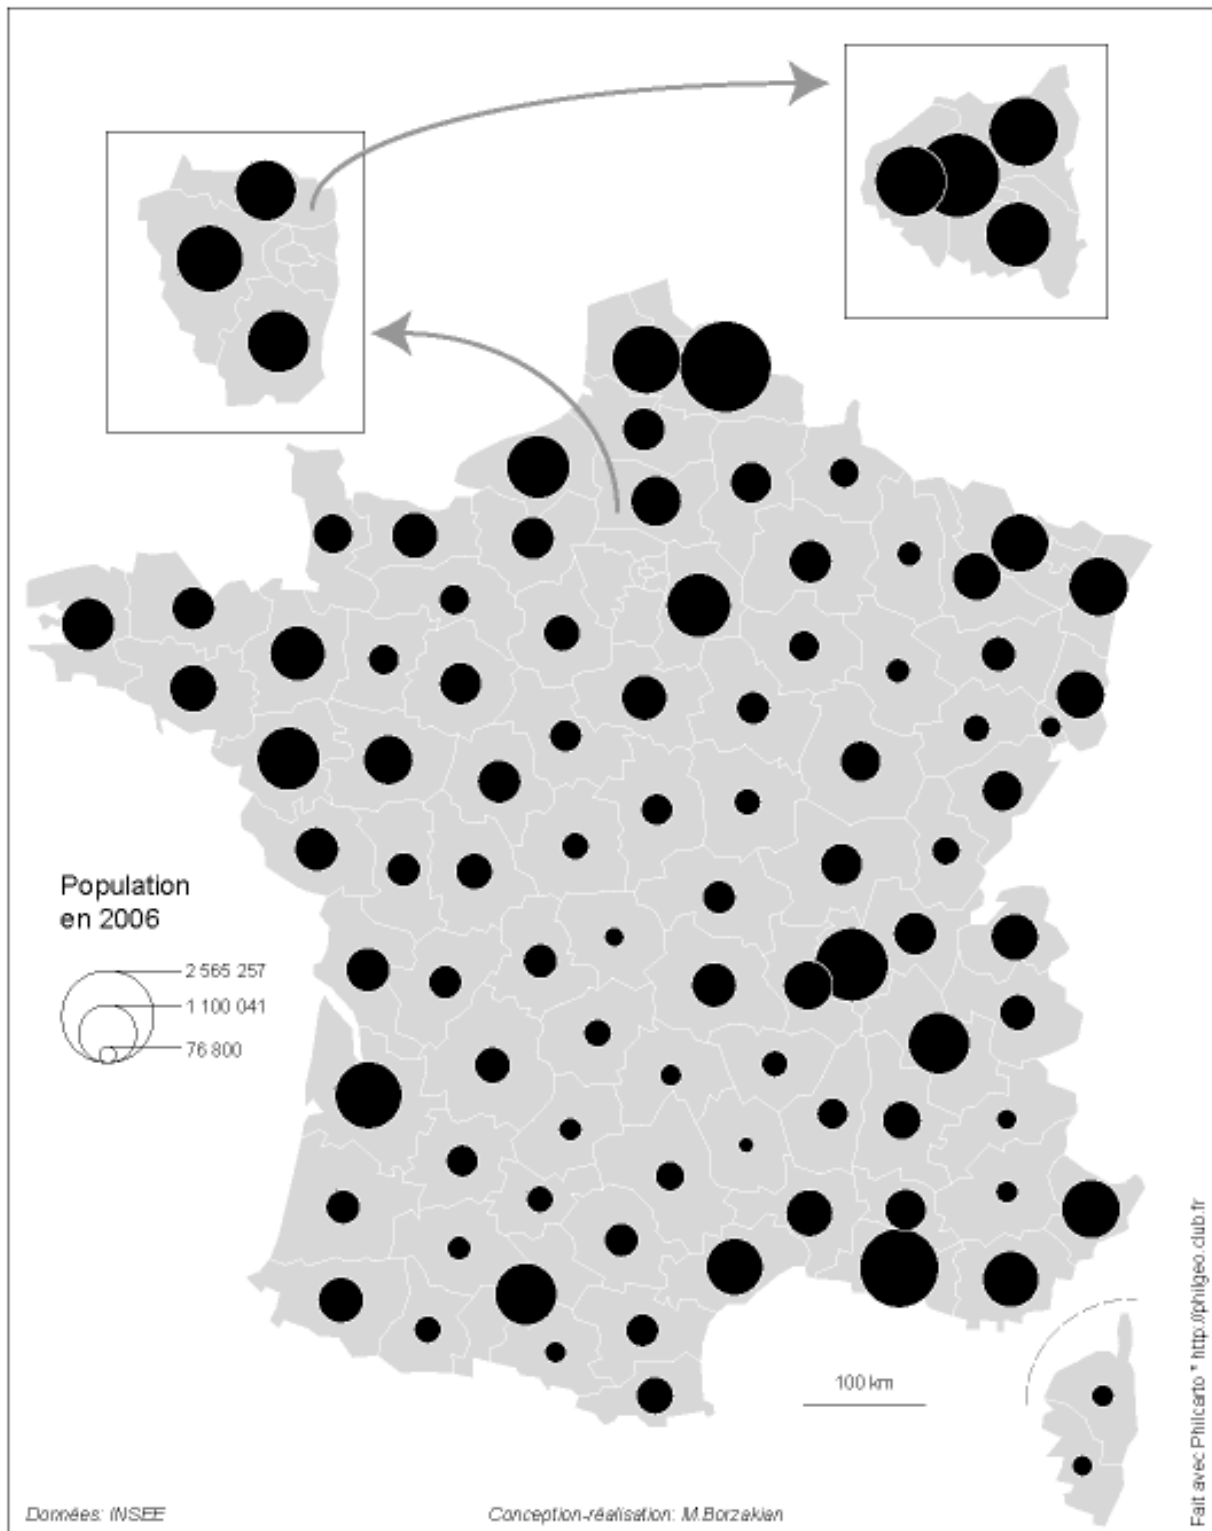 Population
en 2006
2 565 257
1 100 041
76 800
100 km
Données: INSEE
Conception-réalisation: M.Borzakian
Fait avec Philcarto * http://philgeo.club.fr